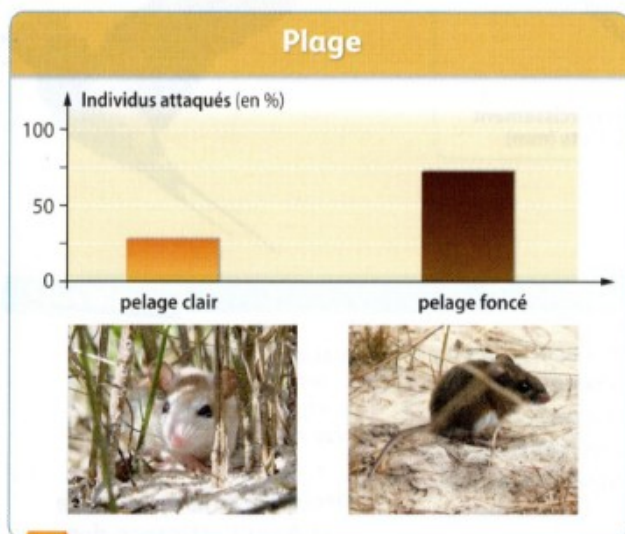 Plage
Individus attaqués (en %)
100
50
0
pelage clair
pelage foncé